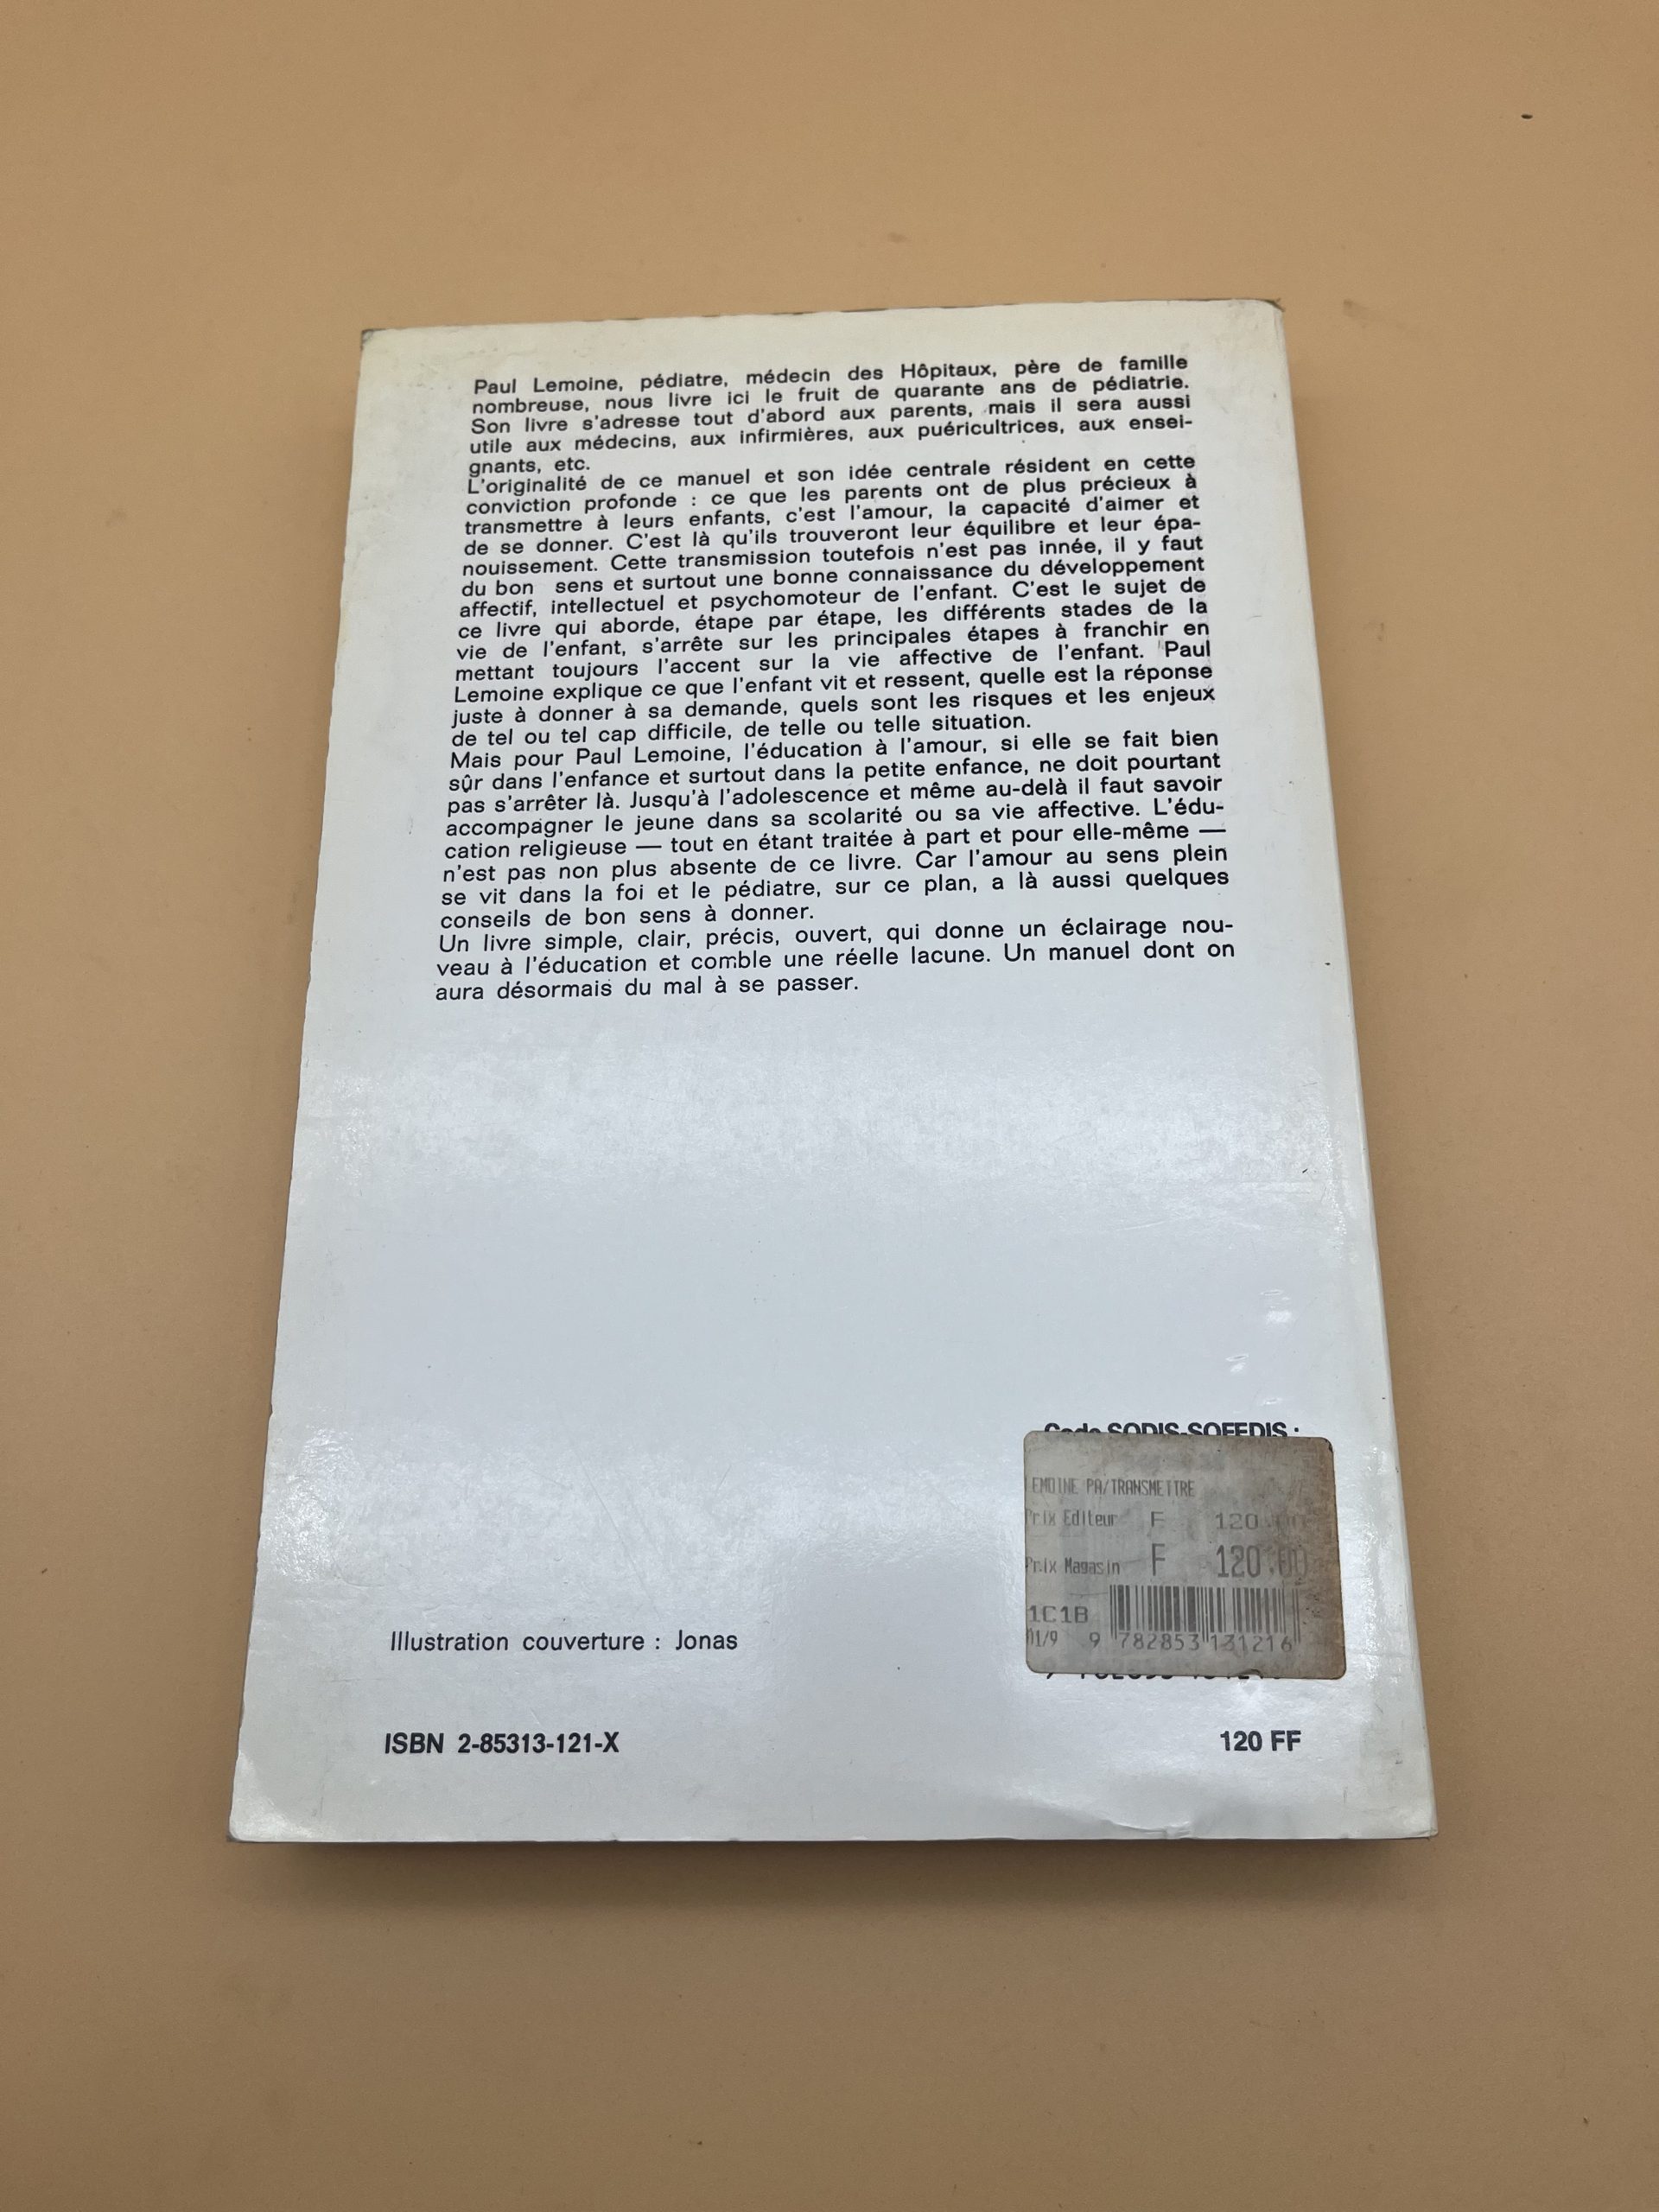 Paul Lemoine, pédiatre, médecin des Hôpitaux, père de famille
nombreuse, nous livre ici le fruit de quarante ans de pédiatrie.
Son livre s'adresse tout d'abord aux parents, mais il sera aussi
utile aux médecins, aux infirmières, aux puéricultrices, aux ensei-
gnants, etc.
L'originalité de ce manuel et son idée centrale résident en cette
conviction profonde : ce que les parents ont de plus précieux à
transmettre à leurs enfants, c'est l'amour, la capacité d'aimer et
de se donner. C'est là qu'ils trouveront leur équilibre et leur épa-
nouissement. Cette transmission toutefois n'est pas innée, il y faut
du bon sens et surtout une bonne connaissance du développement
affectif, intellectuel et psychomoteur de l'enfant. C'est le sujet de
ce livre qui aborde, étape par étape, les différents stades de la
vie de l'enfant, s'arrête sur les principales étapes à franchir en
mettant toujours l'accent sur la vie affective de l'enfant. Paul
Lemoine explique ce que l'enfant vit et ressent, quelle est la réponse
juste à donner à sa demande, quels sont les risques et les enjeux
de tel ou tel cap difficile, de telle ou telle situation.
Mais pour Paul Lemoine, l'éducation à l'amour, si elle se fait bien
sûr dans l'enfance et surtout dans la petite enfance, ne doit pourtant
pas s'arrêter là. Jusqu'à l'adolescence et même au-delà il faut savoir
accompagner le jeune dans sa scolarité ou sa vie affective. L'édu-
cation religieuse — tout en étant traitée à part et pour elle-même —
n'est pas non plus absente de ce livre. Car l'amour au sens plein
se vit dans la foi et le pédiatre, sur ce plan, a là aussi quelques
conseils de bon sens à donner.
Un livre simple, clair, précis, ouvert, qui donne un éclairage nou-
veau à l'éducation et comble une réelle lacune. Un manuel dont on
aura désormais du mal à se passer.
Code SODIS-SOFEDIS :
EMOINE PA/TRANSMETTRE
Prix Editeur F 120.00
Prix Magasin F 120.00
1C1B
01/9 9 782853 131216
Illustration couverture : Jonas
ISBN 2-85313-121-X
120 FF